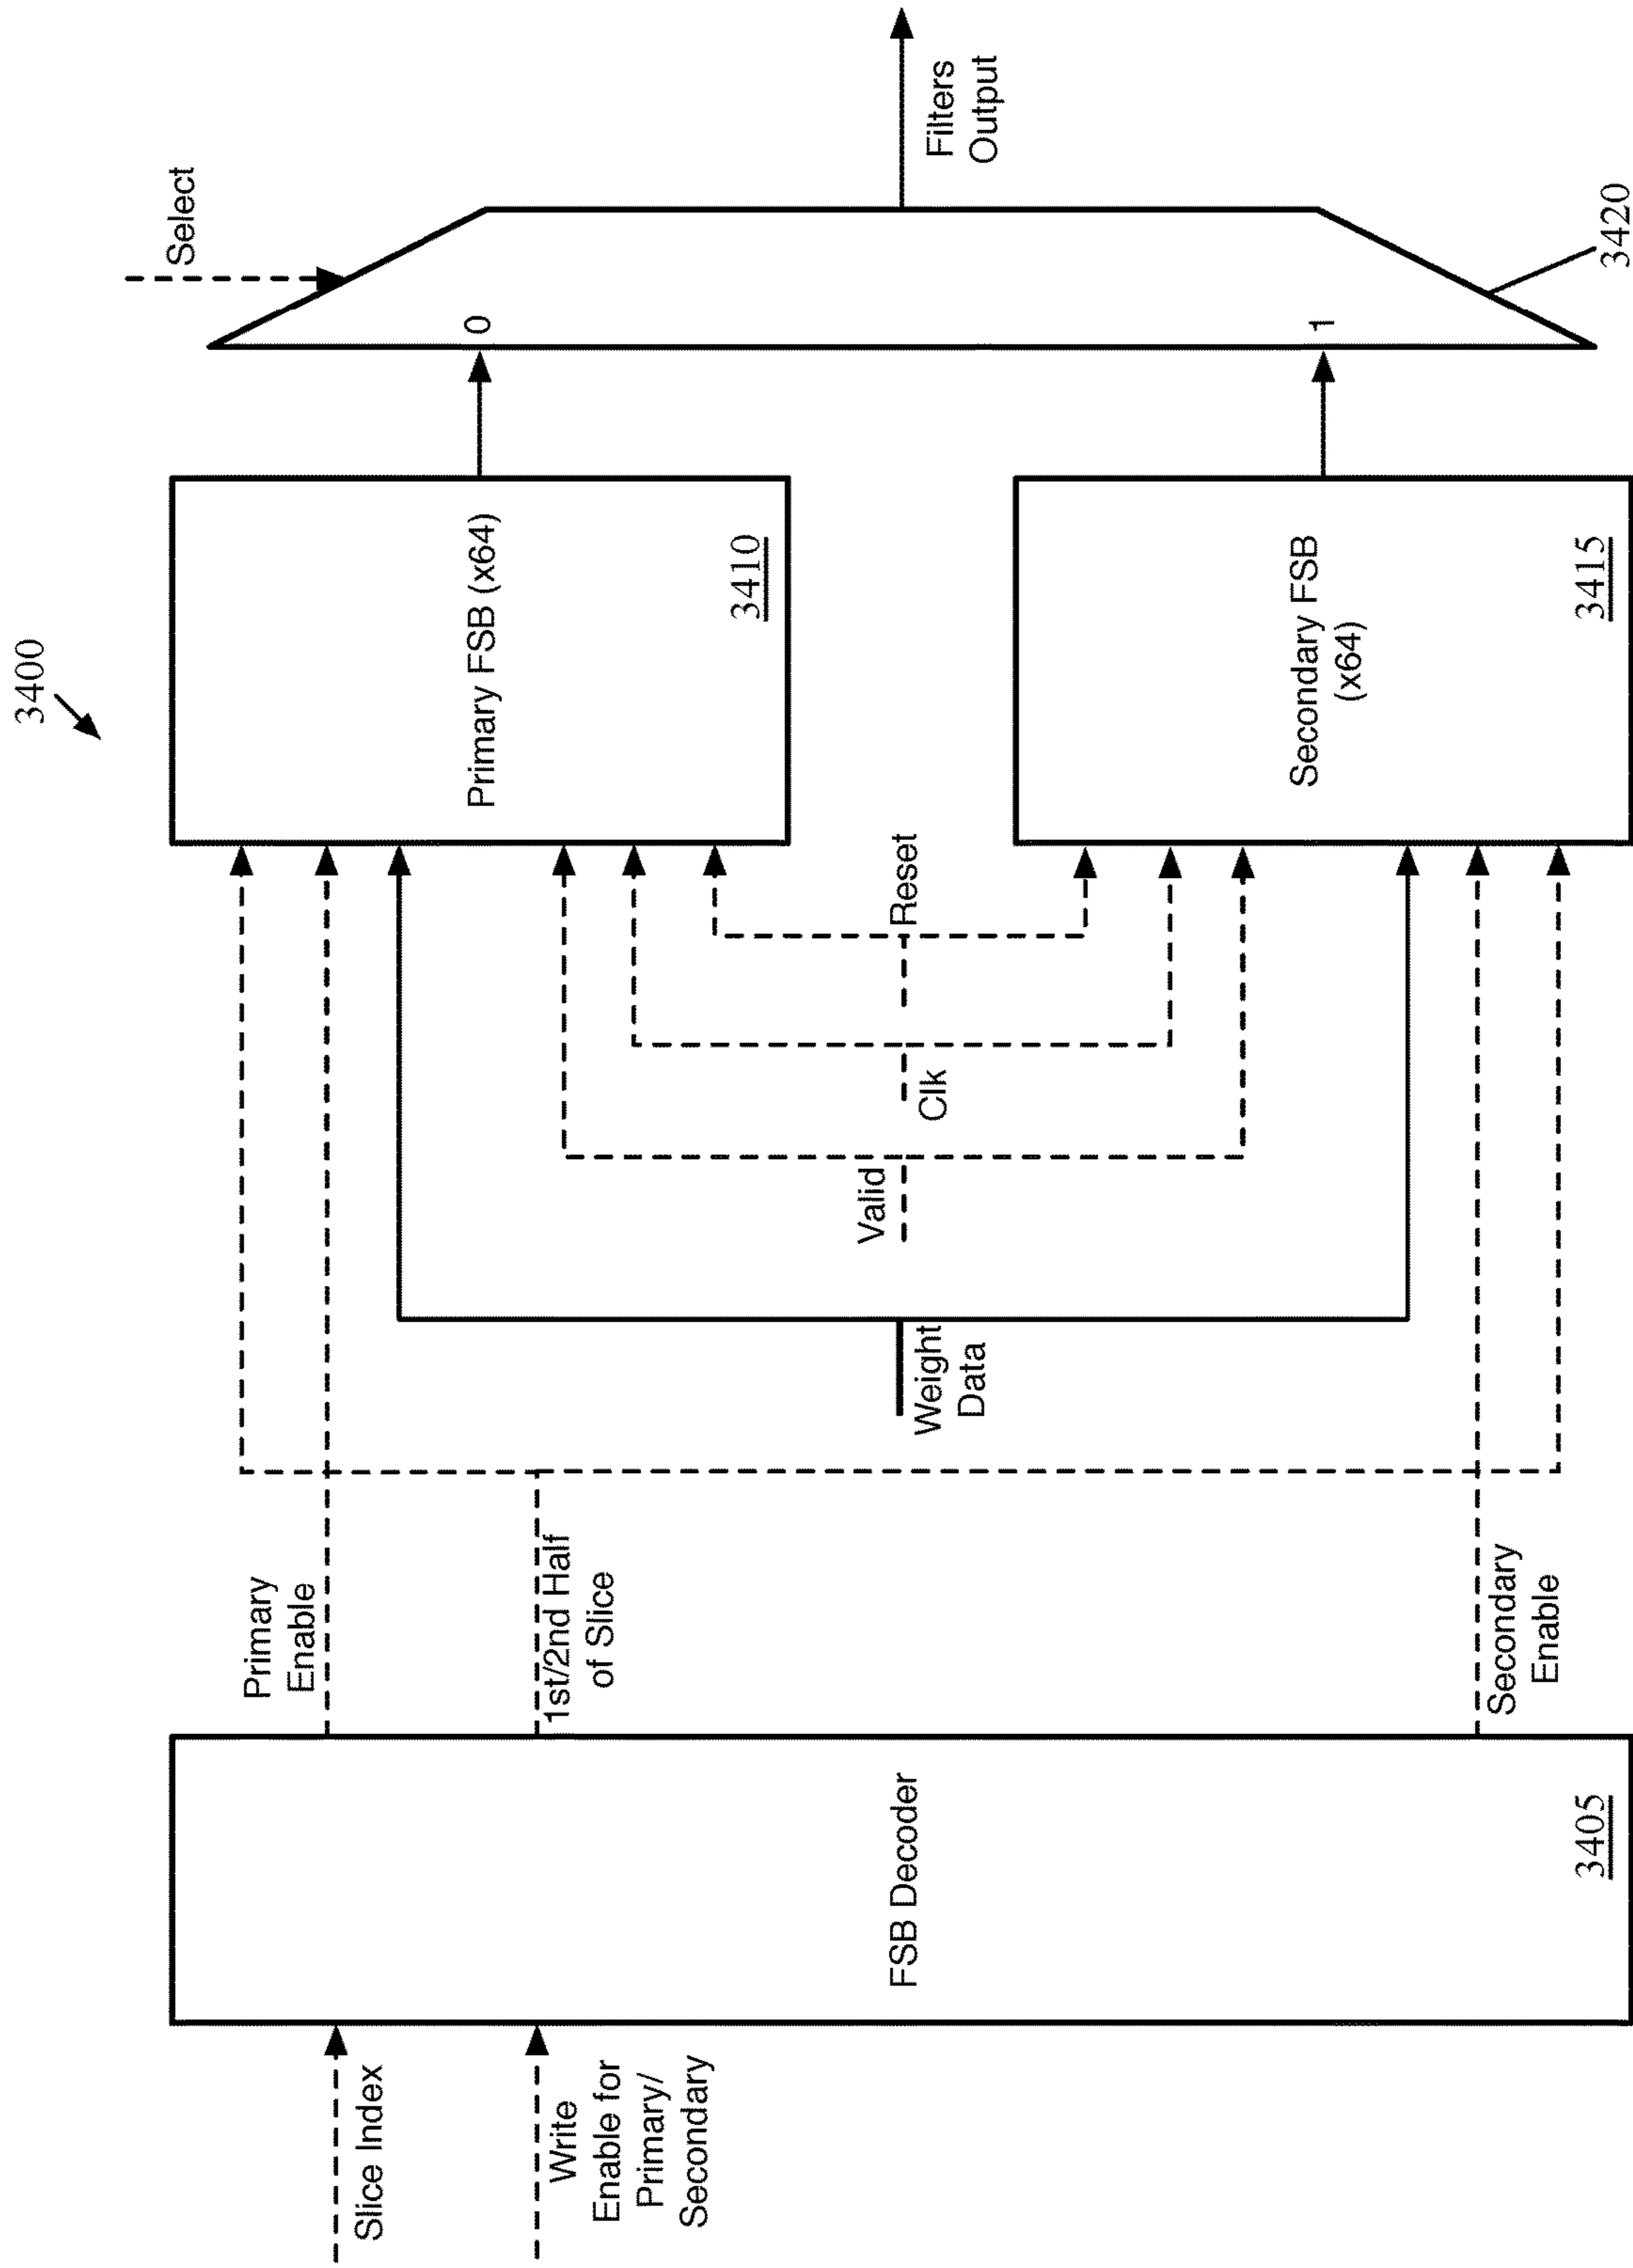 3400
Slice Index
Write
Enable for
Primary/
Secondary
FSB Decoder
3405
Primary
Enable
1st/2nd Half
of Slice
Secondary
Enable
Weight
Data
Valid
Clk
Reset
Primary FSB (x64)
3410
Secondary FSB
(x64)
3415
Select
0
1
3420
Filters
Output